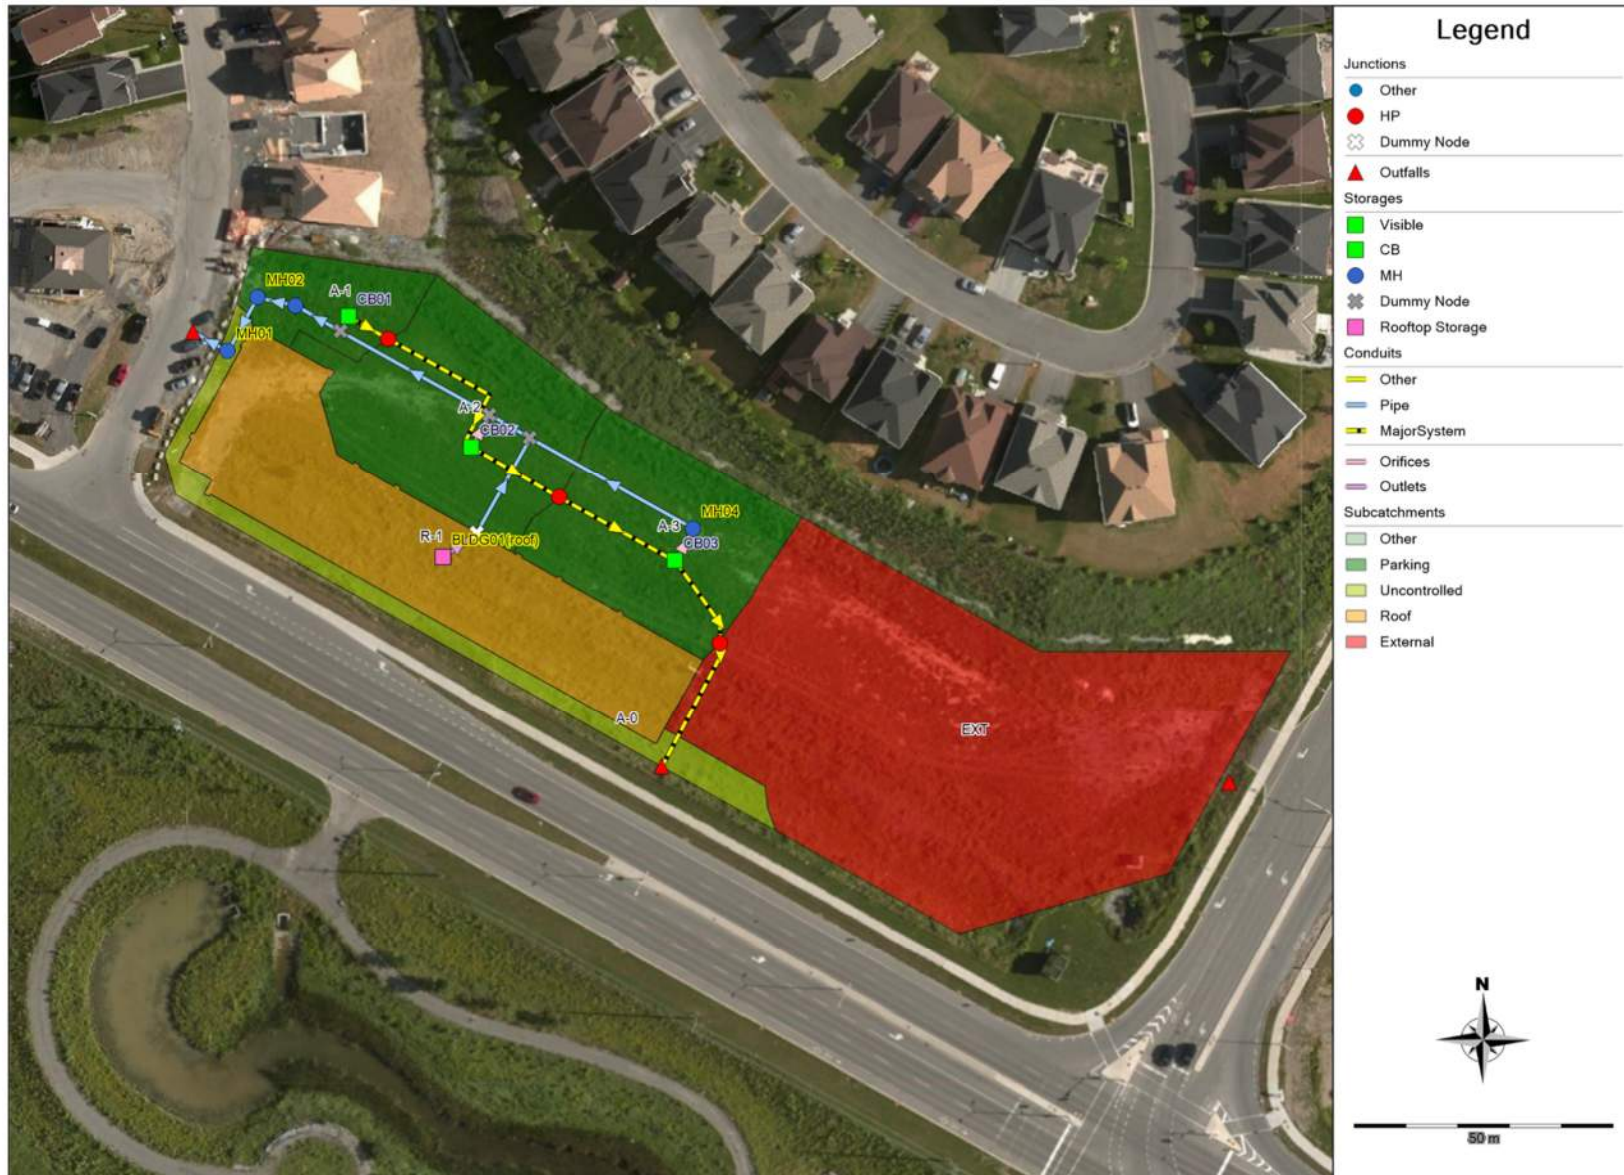 Legend
Junctions
Other
HP
Dummy Node
Outfalls
Storages
Visible
CB
MH
Dummy Node
Rooftop Storage
Conduits
Other
Pipe
MajorSystem
Orifices
Outlets
Subcatchments
Other
Parking
Uncontrolled
Roof
External
MH02
A-1
CB01
MH01
A-2
CB02
MH04
A-3
CB03
R-1
BLDG01(roof)
A-0
EXT
N
50 m